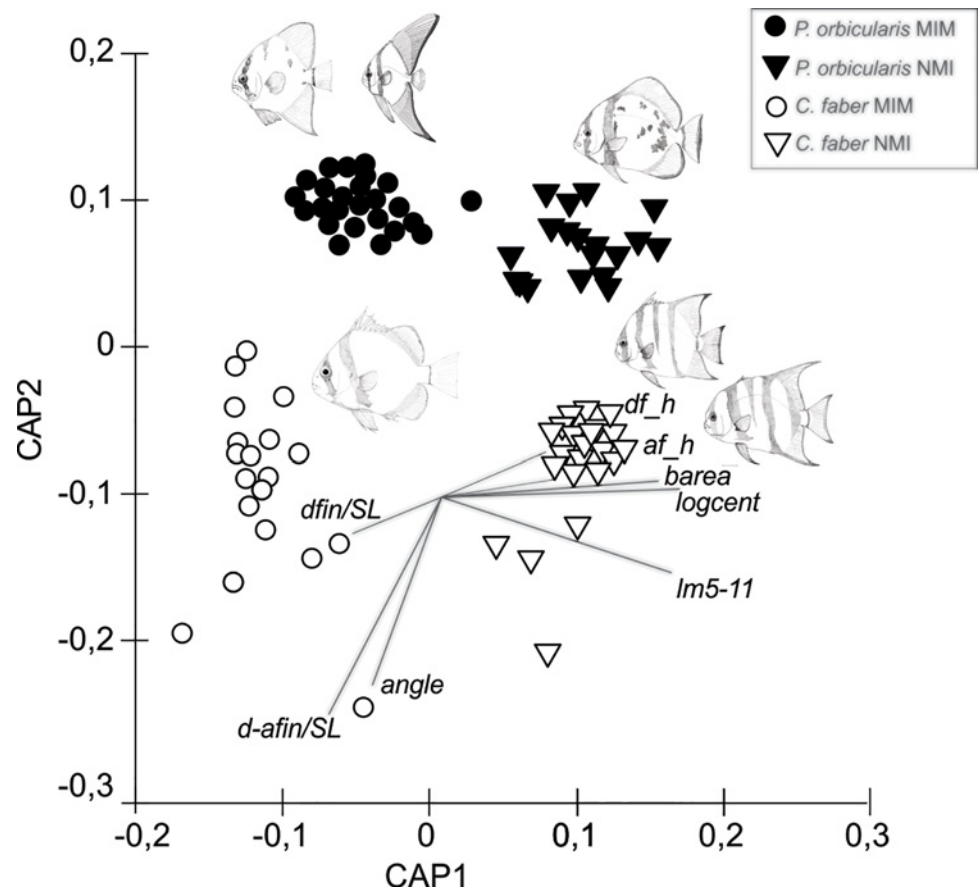 P. orbicularis MIM
P. orbicularis NMI
C. faber MIM
C. faber NMI
0,2
0,1
0
-0,1
-0,2
-0,3
CAP2
df_h
af_h
barea
logcent
dfin/SL
lm5-11
angle
d-afin/SL
-0,2 -0,1 0 0,1 0,2 0,3
CAP1